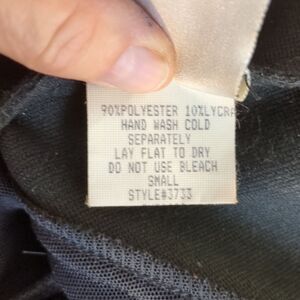 90%POLYESTER 10%LYCRA
HAND WASH COLD
SEPARATELY
LAY FLAT TO DRY
DO NOT USE BLEACH
SMALL
STYLE#3733